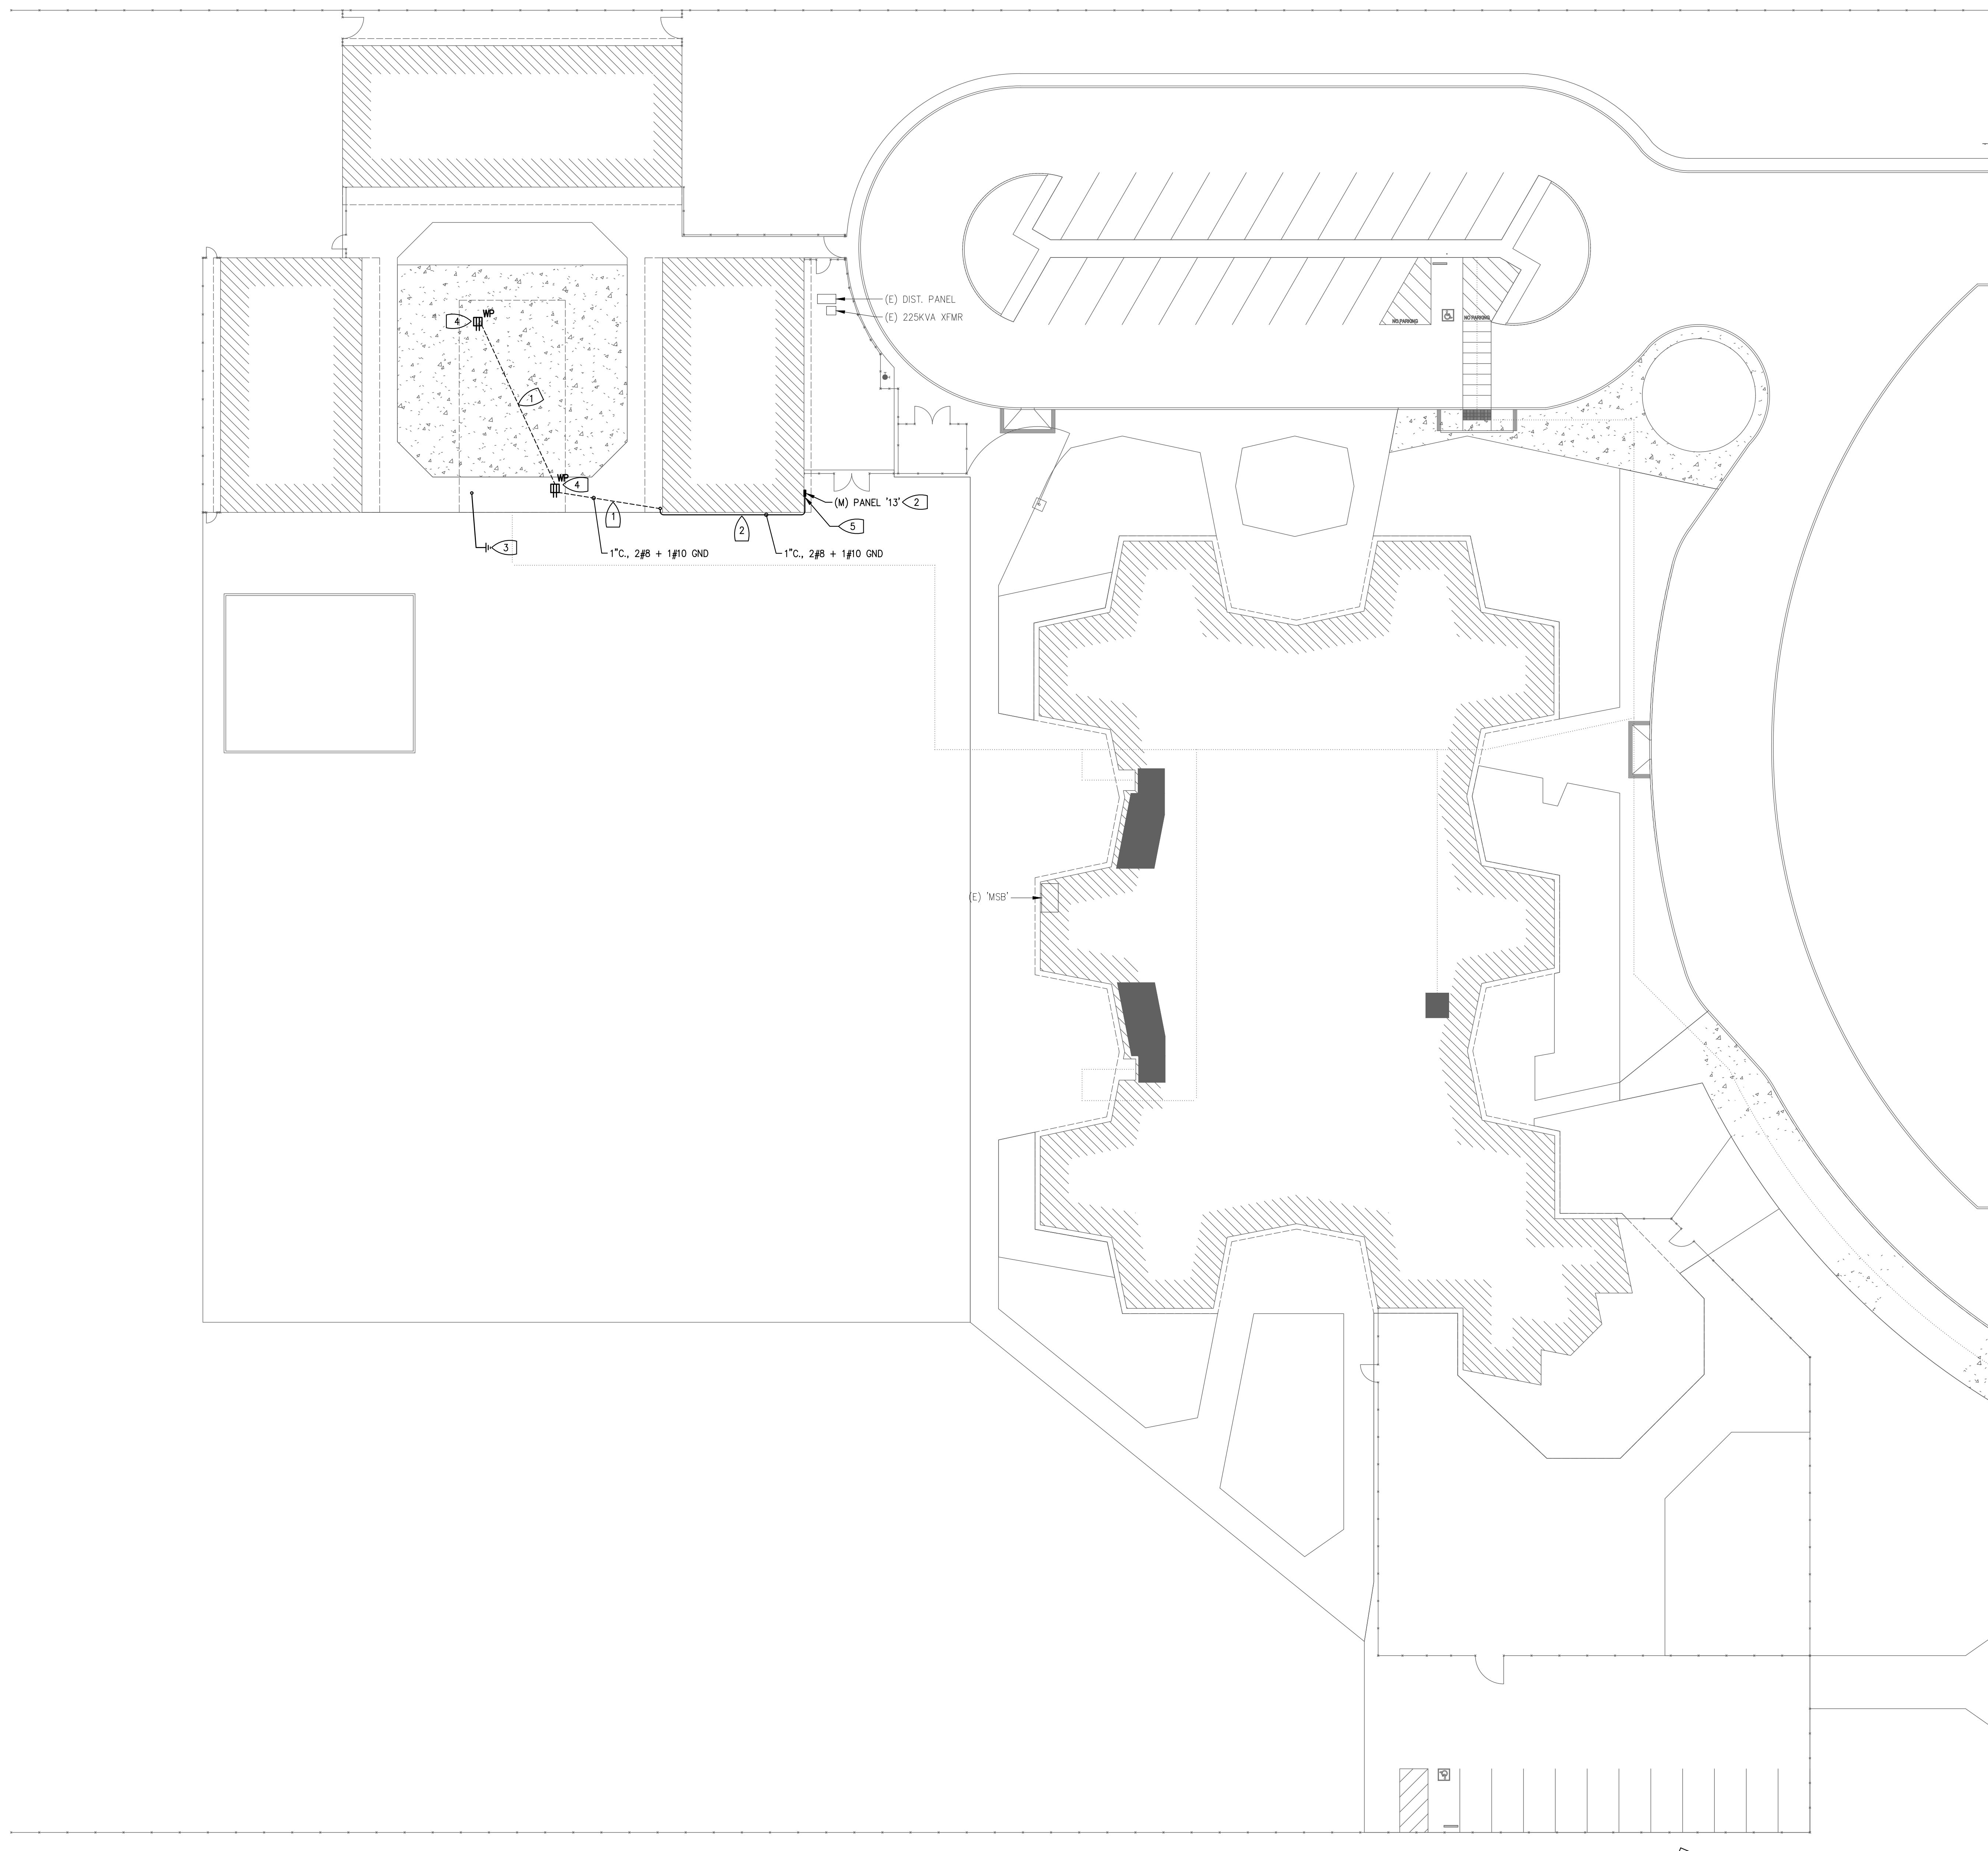 (E) DIST. PANEL
(E) 225KVA XFMR
NO PARKING
NO PARKING
WP
4
1
WP
4
(M) PANEL '13'
2
5
1
2
3
1"C., 2#8 + 1#10 GND
1"C., 2#8 + 1#10 GND
(E) 'MSB'